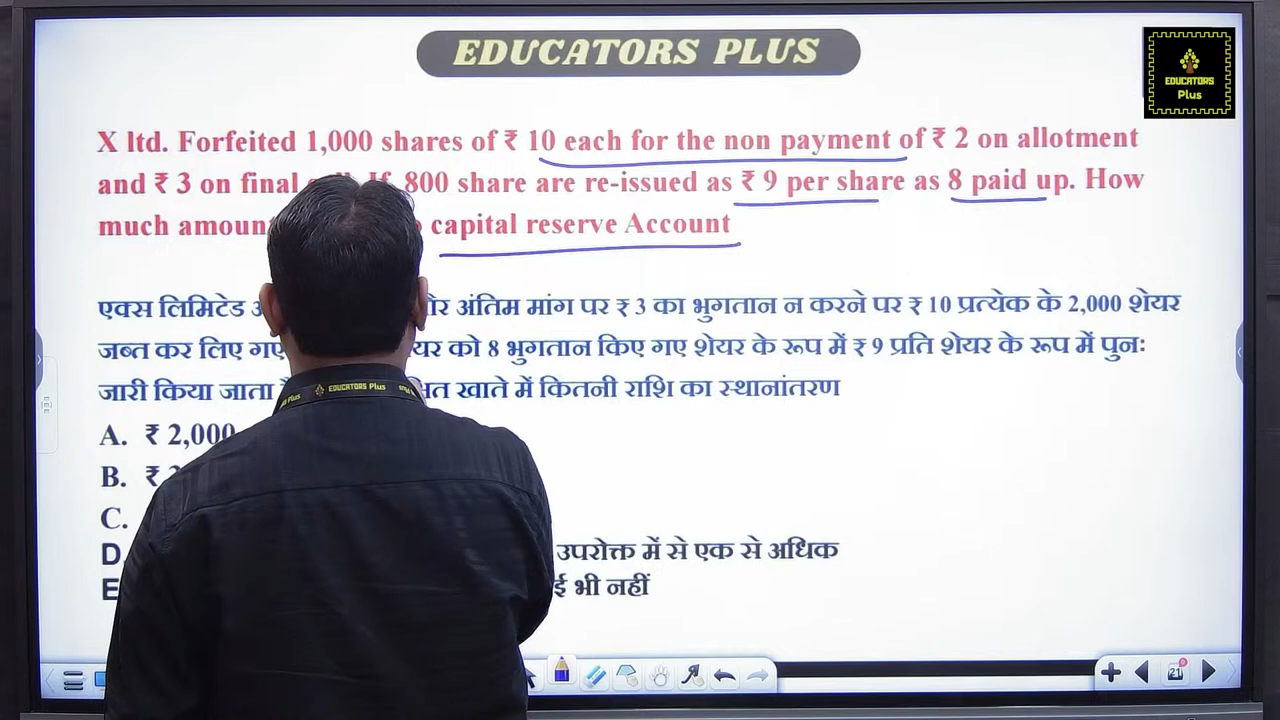 EDUCATORS PLUS
EDUCATORS
Plus
X ltd. Forfeited 1,000 shares of ₹ 10 each for the non payment of ₹ 2 on allotment
and ₹ 3 on final If 800 share are re-issued as ₹ 9 per share as 8 paid up. How
much amount capital reserve Account
एक्स लिमिटेड अंतिम मांग पर ₹ 3 का भुगतान न करने पर ₹ 10 प्रत्येक के 2,000 शेयर
जब्त कर लिए गए को 8 भुगतान किए गए शेयर के रूप में ₹ 9 प्रति शेयर के रूप में पुनः
जारी किया जाता खाते में कितनी राशि का स्थानांतरण
A. ₹ 2,000
B. ₹
C.
D उपरोक्त में से एक से अधिक
E भी नहीं
EDUCATORS Plus
21